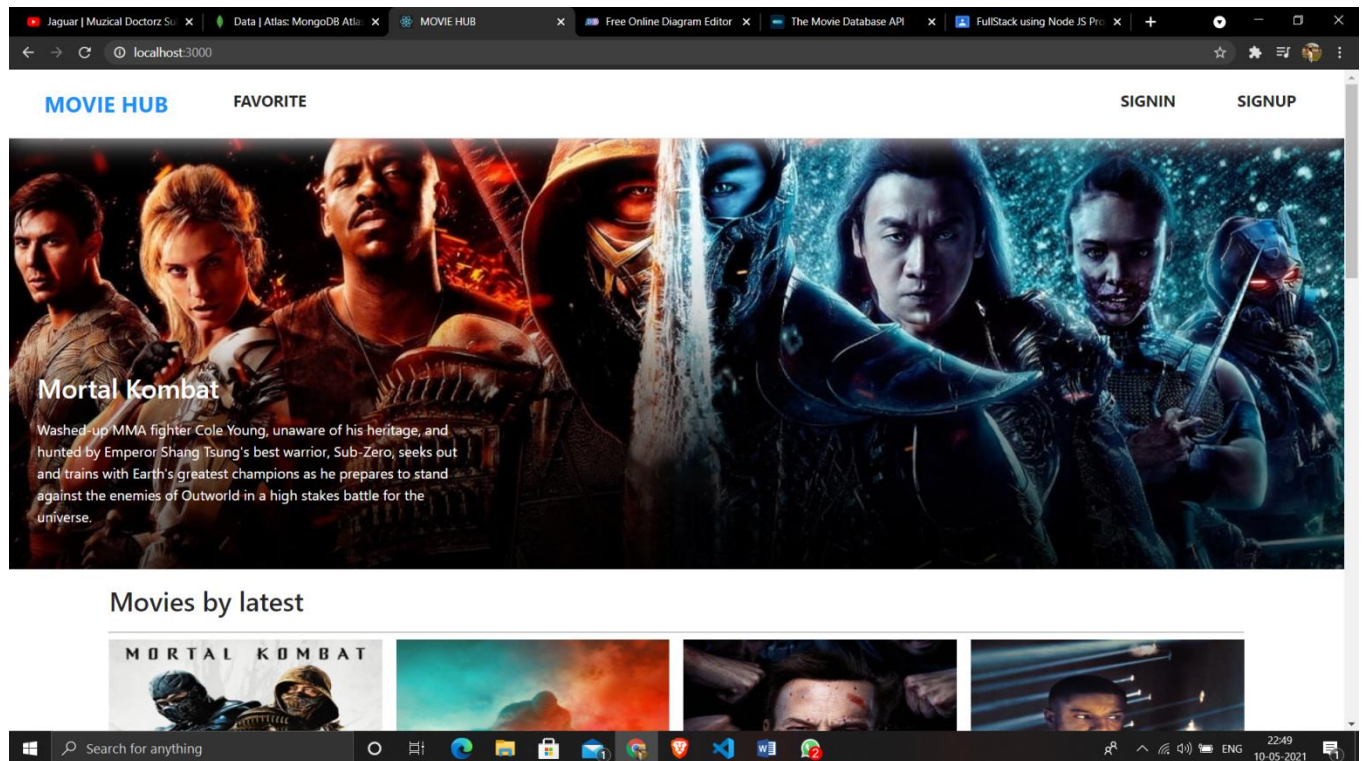 Jaguar | Muzical Doctorz Su
Data | Atlas: MongoDB Atla
MOVIE HUB
Free Online Diagram Editor
The Movie Database API
FullStack using Node JS Pro
localhost:3000
MOVIE HUB
FAVORITE
SIGNIN
SIGNUP
Mortal Kombat
Washed-up MMA fighter Cole Young, unaware of his heritage, and
hunted by Emperor Shang Tsung's best warrior, Sub-Zero, seeks out
and trains with Earth's greatest champions as he prepares to stand
against the enemies of Outworld in a high stakes battle for the
universe.
Movies by latest
MORTAL KOMBAT
Search for anything
1
2
ENG
22:49
10-05-2021
1